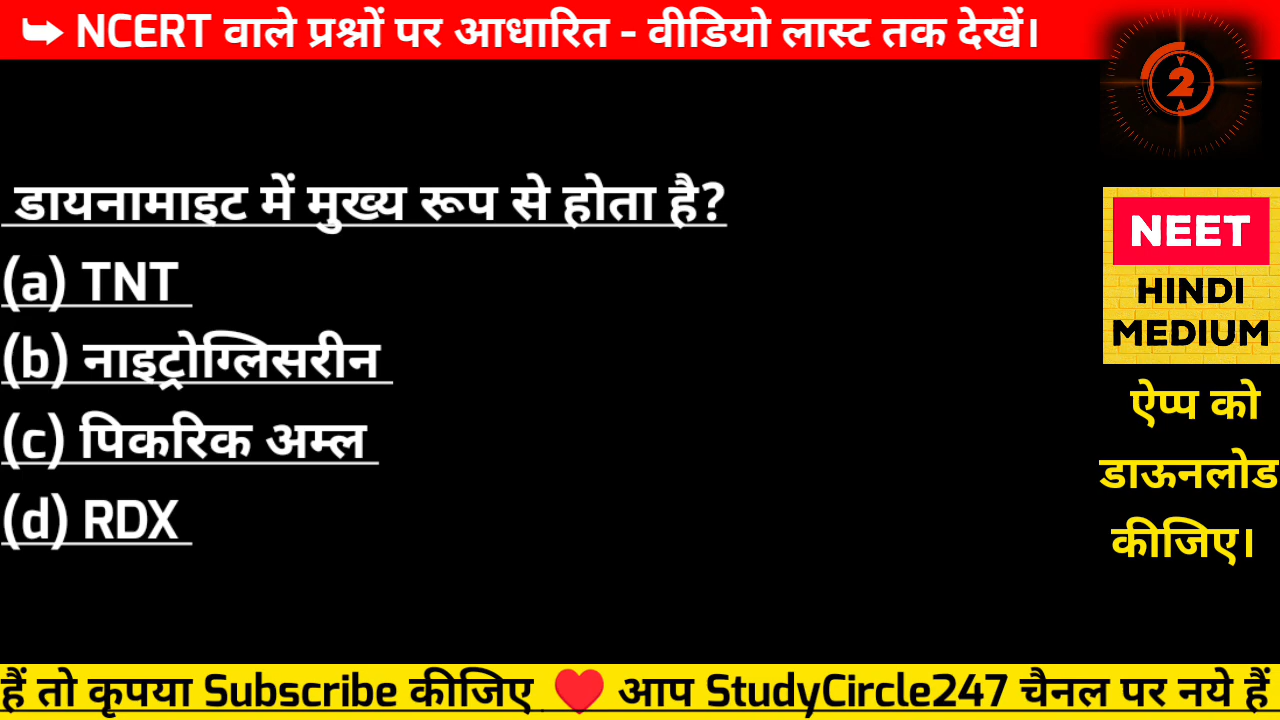 ➥ NCERT वाले प्रश्नों पर आधारित - वीडियो लास्ट तक देखें।
2
डायनामाइट में मुख्य रूप से होता है?
(a) TNT
(b) नाइट्रोग्लिसरीन
(c) पिकरिक अम्ल
(d) RDX
NEET
HINDI
MEDIUM
ऐप्प को
डाऊनलोड
कीजिए।
हैं तो कृपया Subscribe कीजिए ♥ आप StudyCircle247 चैनल पर नये हैं